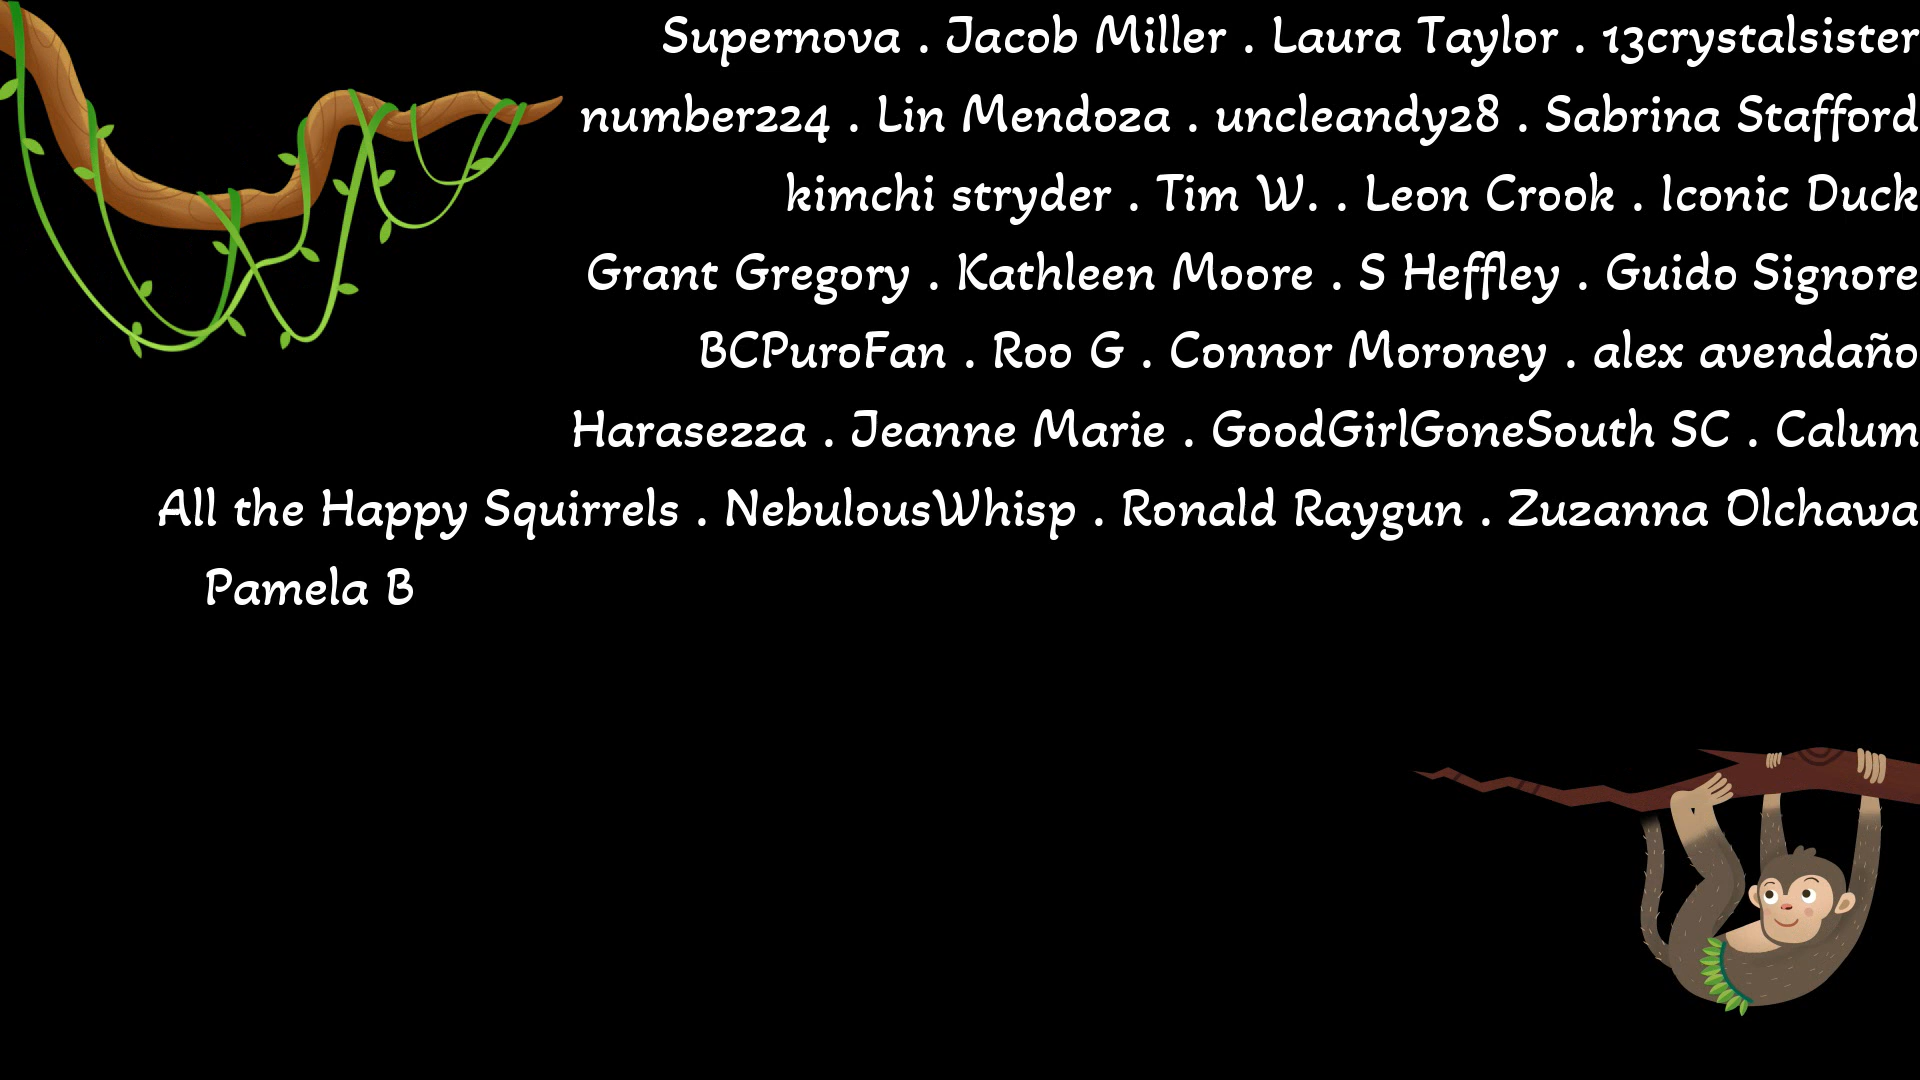 Supernova . Jacob Miller . Laura Taylor . 13crystalsister
number224 . Lin Mendoza . uncleandy28 . Sabrina Stafford
kimchi stryder . Tim W. . Leon Crook . Iconic Duck
Grant Gregory . Kathleen Moore . S Heffley . Guido Signore
BCPuroFan . Roo G . Connor Moroney . alex avendaño
Harasezza . Jeanne Marie . GoodGirlGoneSouth SC . Calum
All the Happy Squirrels . NebulousWhisp . Ronald Raygun . Zuzanna Olchawa
Pamela B